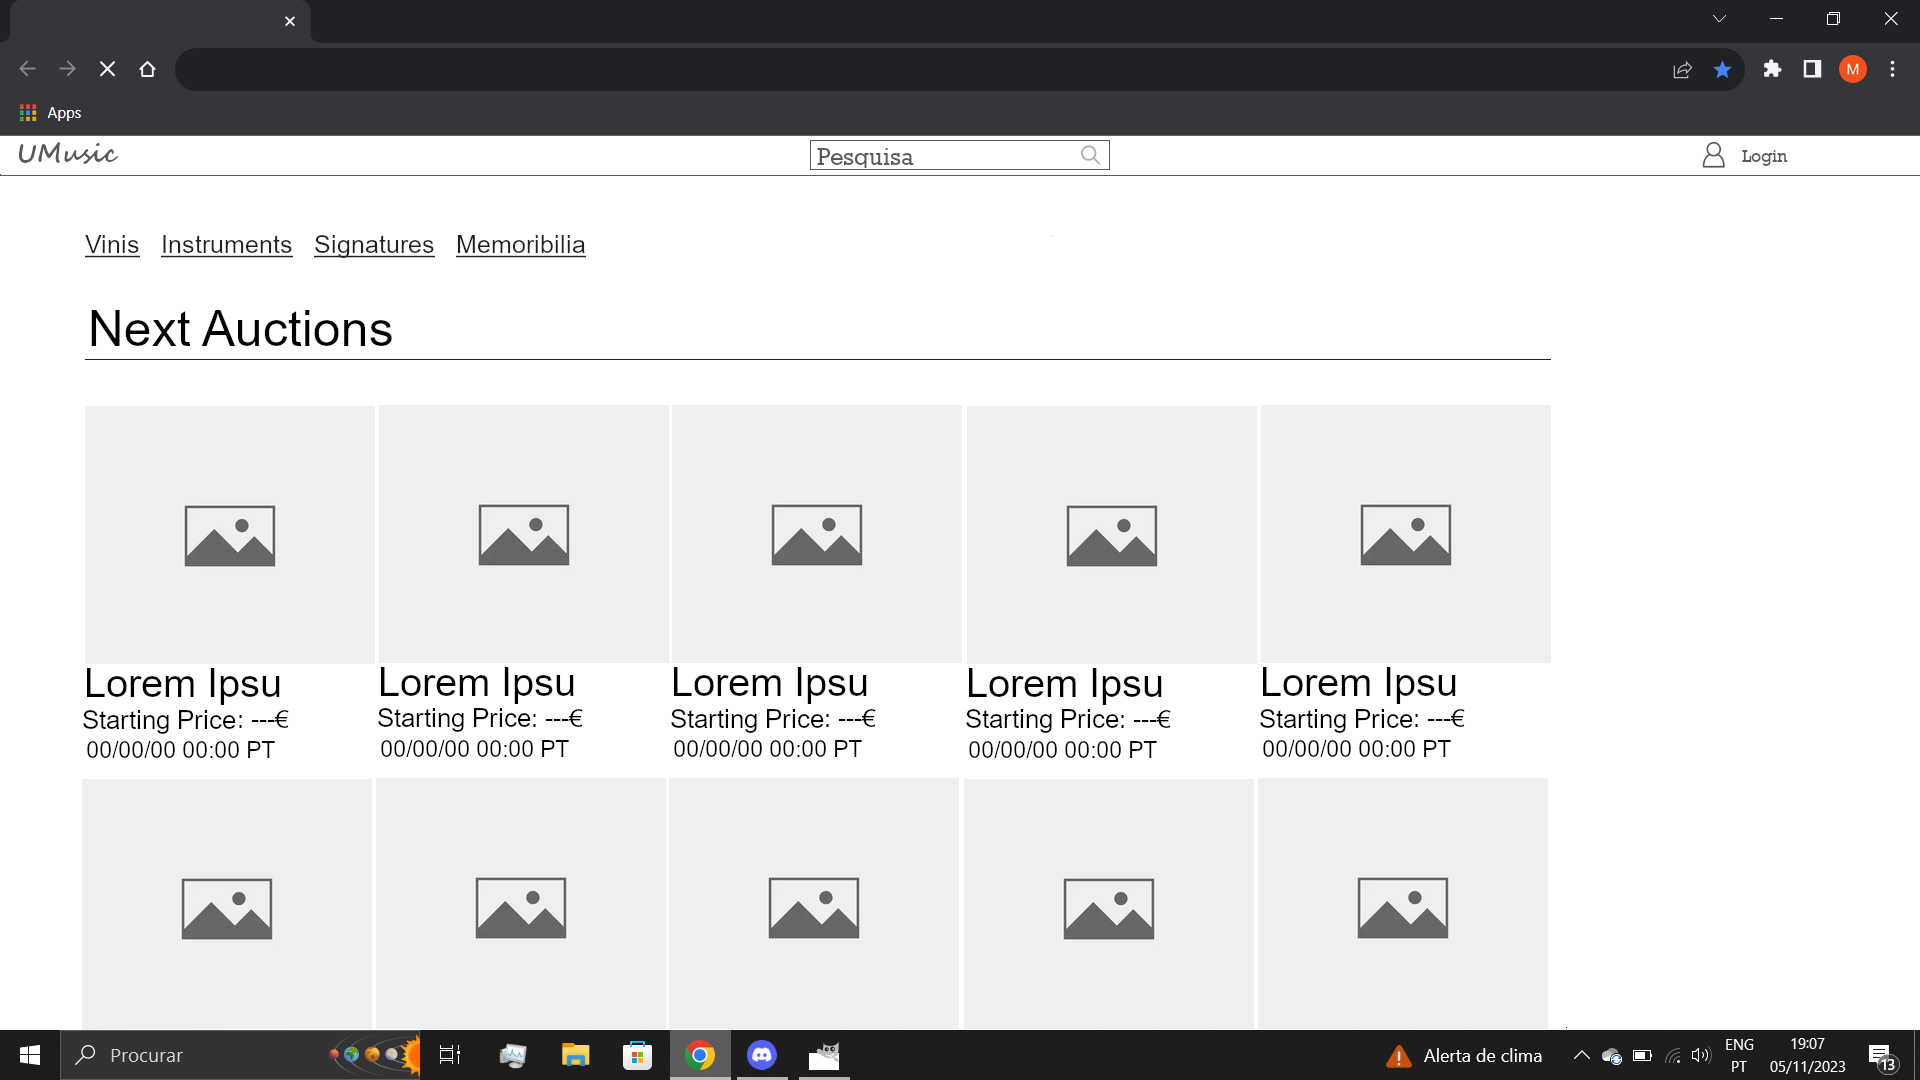 M
Apps
UMusic
Pesquisa
Login
Vinis Instruments Signatures Memoribilia
Next Auctions
Lorem Ipsu Lorem Ipsu Lorem Ipsu Lorem Ipsu Lorem Ipsu
Starting Price: ---€ Starting Price: ---€ Starting Price: ---€ Starting Price: ---€ Starting Price: ---€
00/00/00 00:00 PT 00/00/00 00:00 PT 00/00/00 00:00 PT 00/00/00 00:00 PT 00/00/00 00:00 PT
Procurar
Alerta de clima
ENG
PT
19:07
05/11/2023
13